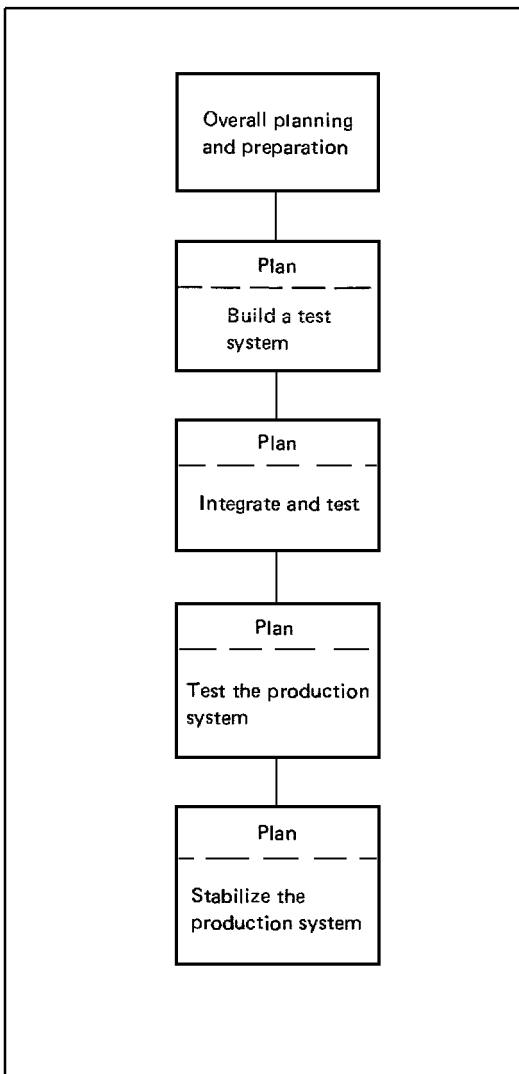 Overall planning
and preparation
Plan
Build a test
system
Plan
Integrate and test
Plan
Test the production
system
Plan
Stabilize the
production system